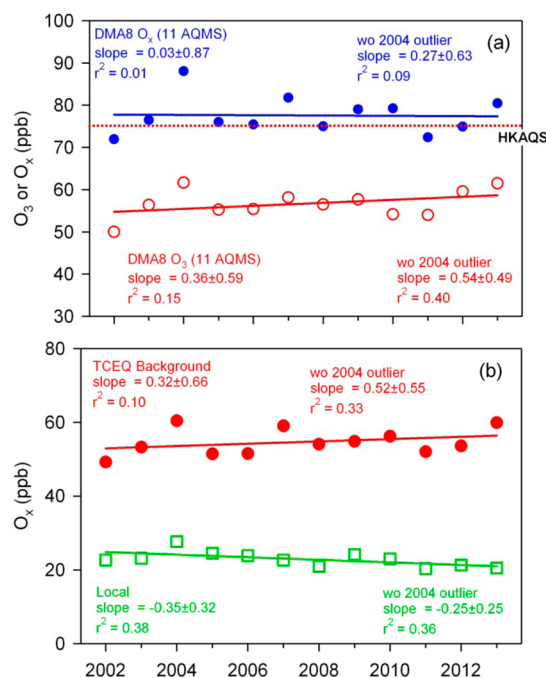 DMA8 Oₓ (11 AQMS)
slope = 0.03±0.87
r² = 0.01
wo 2004 outlier
slope = 0.27±0.63
r² = 0.09
(a)
100
90
80
70
60
50
40
30
O₃ or Oₓ (ppb)
HKAQS
DMA8 O₃ (11 AQMS)
slope = 0.36±0.59
r² = 0.15
wo 2004 outlier
slope = 0.54±0.49
r² = 0.40
TCEQ Background
slope = 0.32±0.66
r² = 0.10
wo 2004 outlier
slope = 0.52±0.55
r² = 0.33
(b)
80
60
40
20
0
Oₓ (ppb)
Local
slope = -0.35±0.32
r² = 0.38
wo 2004 outlier
slope = -0.25±0.25
r² = 0.36
2002 2004 2006 2008 2010 2012